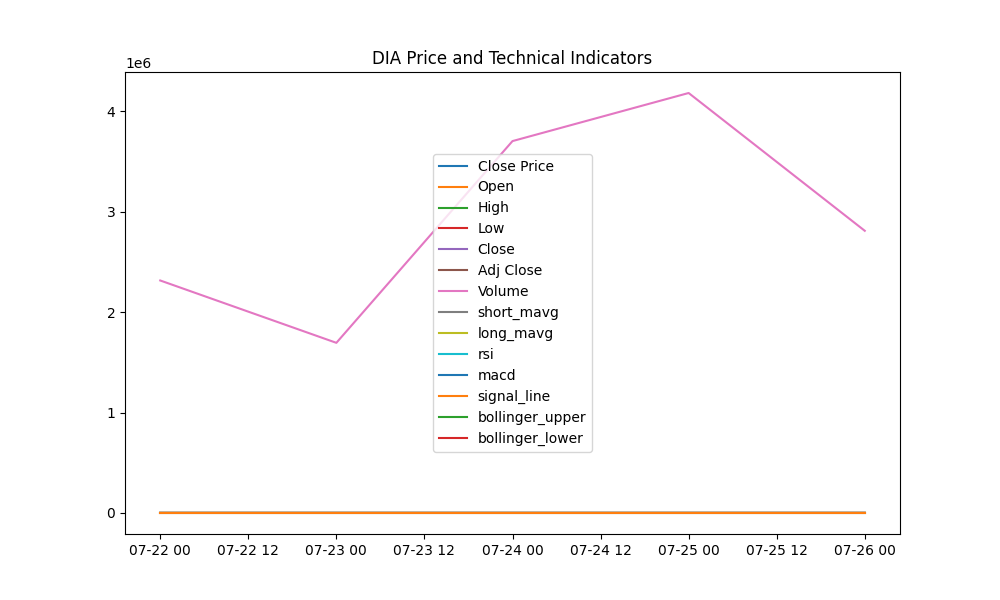 DIA Price and Technical Indicators
1e6
4
3
2
1
0
Close Price
Open
High
Low
Close
Adj Close
Volume
short_mavg
long_mavg
rsi
macd
signal_line
bollinger_upper
bollinger_lower
07-22 00 07-22 12 07-23 00 07-23 12 07-24 00 07-24 12 07-25 00 07-25 12 07-26 00